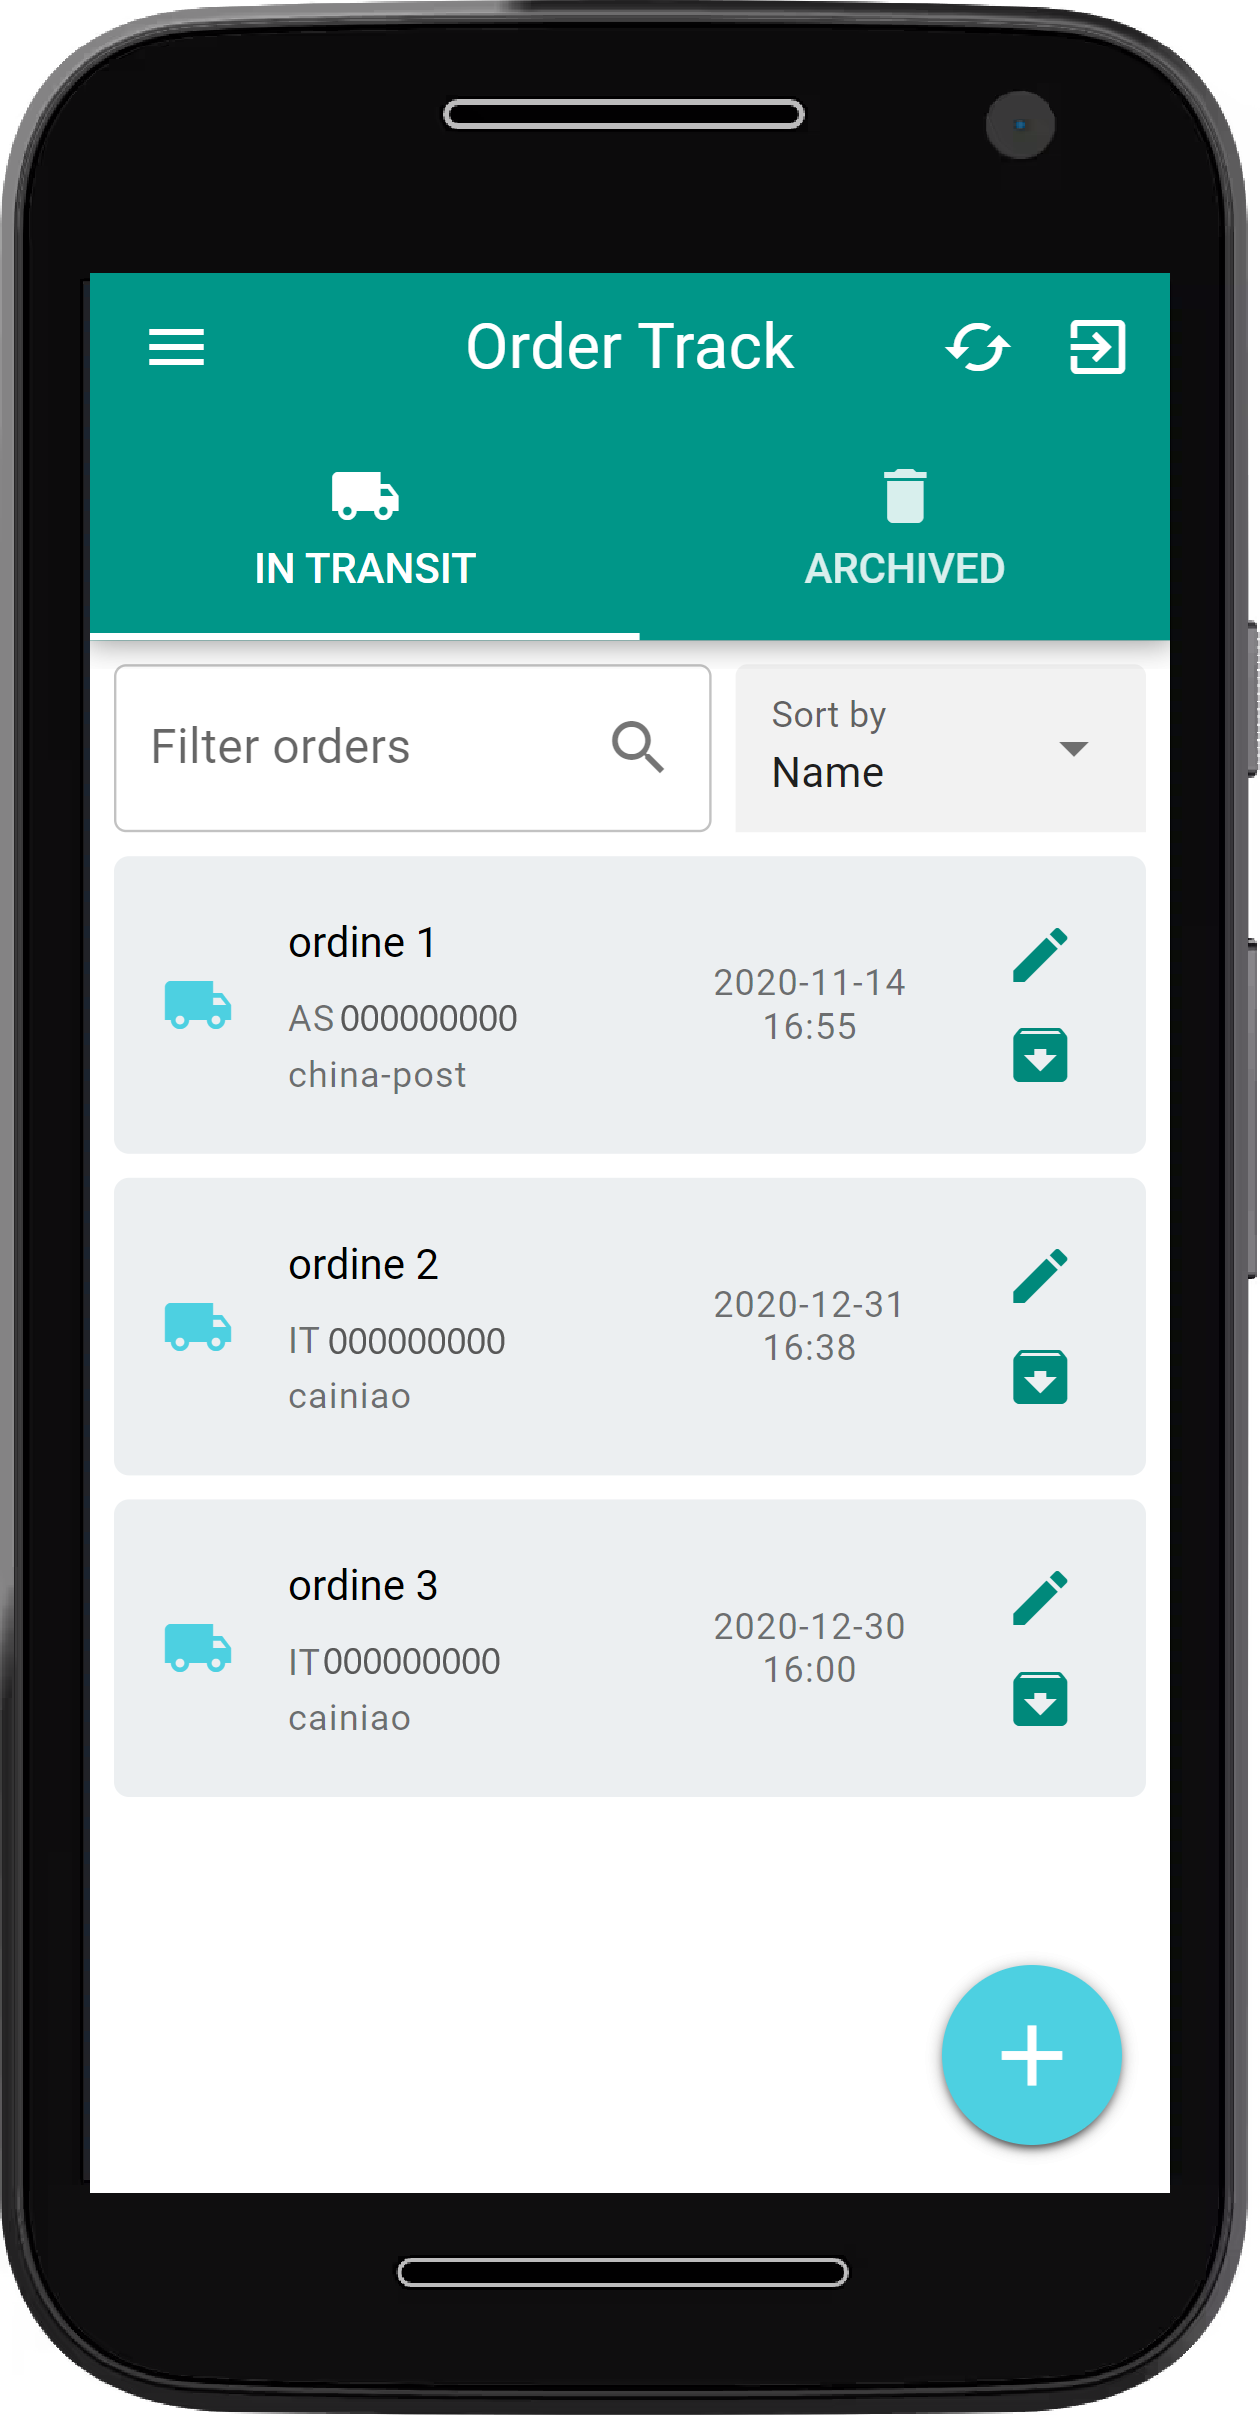 Order Track
IN TRANSIT
ARCHIVED
Filter orders
Sort by
Name
ordine 1
AS 000000000
china-post
2020-11-14
16:55
ordine 2
IT 000000000
cainiao
2020-12-31
16:38
ordine 3
IT000000000
cainiao
2020-12-30
16:00